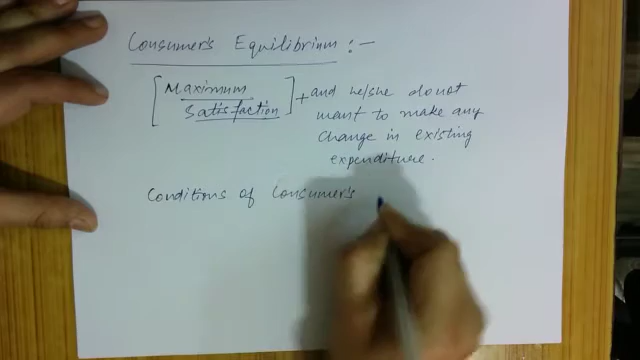 Consumer's Equilibrium :-
[Maximum Satisfaction] + and he/she do not
want to make any
change in existing
expenditure.
Conditions of Consumer's